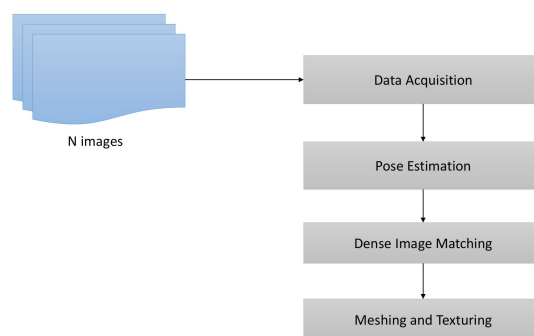 N images
Data Acquisition
Pose Estimation
Dense Image Matching
Meshing and Texturing